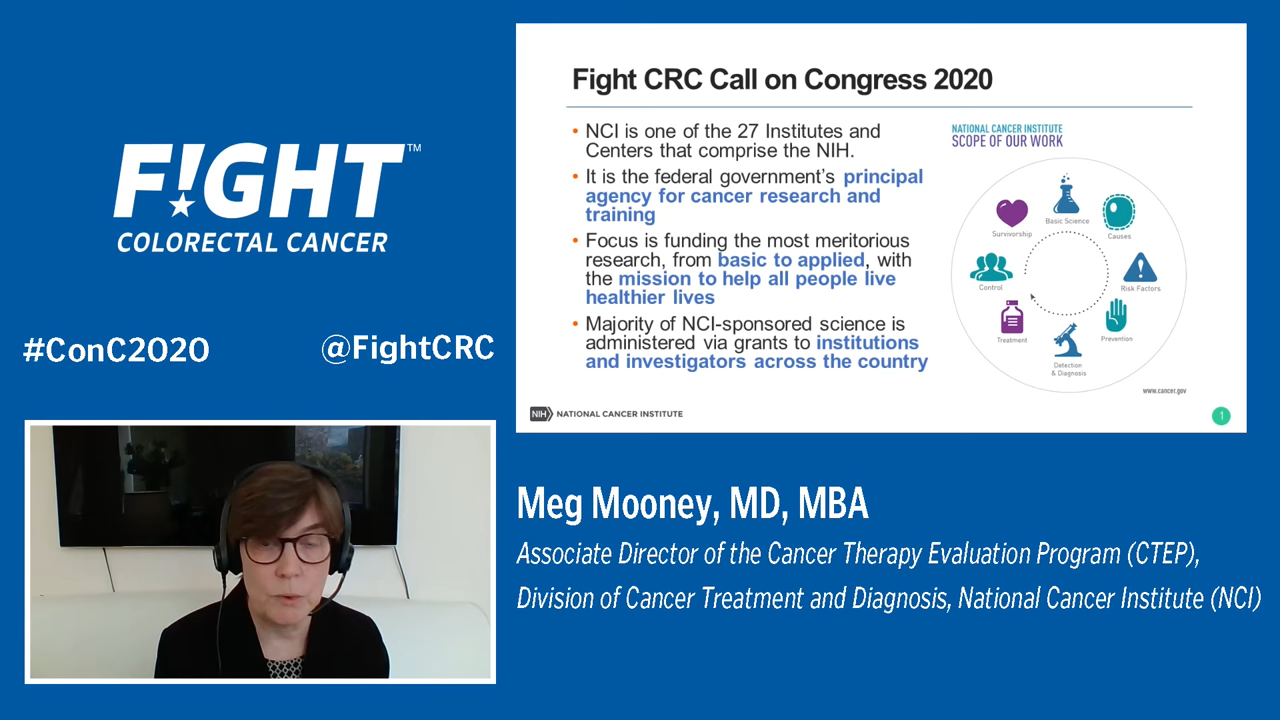 F!GHT™
COLORECTAL CANCER
#ConC2020
@FightCRC
Fight CRC Call on Congress 2020
• NCI is one of the 27 Institutes and
Centers that comprise the NIH.
• It is the federal government's principal
agency for cancer research and
training
• Focus is funding the most meritorious
research, from basic to applied, with
the mission to help all people live
healthier lives
• Majority of NCI-sponsored science is
administered via grants to institutions
and investigators across the country
NATIONAL CANCER INSTITUTE
SCOPE OF OUR WORK
Basic Science
Causes
Risk Factors
Prevention
Detection
& Diagnosis
Treatment
Control
Survivorship
www.cancer.gov
NIH NATIONAL CANCER INSTITUTE
1
Meg Mooney, MD, MBA
Associate Director of the Cancer Therapy Evaluation Program (CTEP),
Division of Cancer Treatment and Diagnosis, National Cancer Institute (NCI)